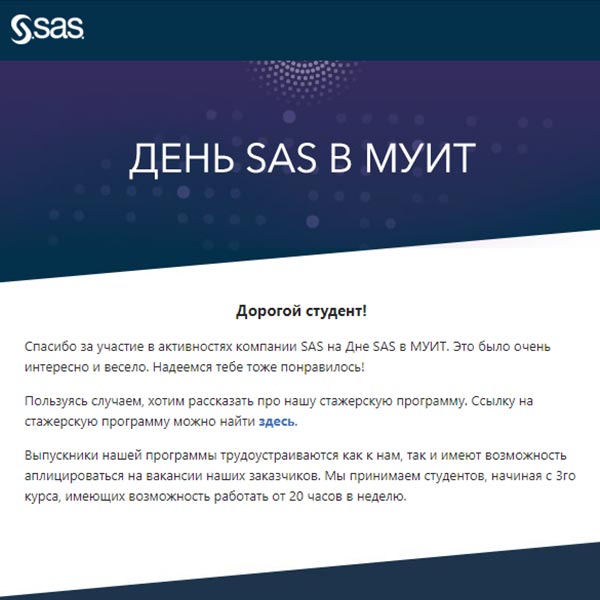 sas
ДЕНЬ SAS В МУИТ
Дорогой студент!
Спасибо за участие в активностях компании SAS на Дне SAS в МУИТ. Это было очень
интересно и весело. Надеемся тебе тоже понравилось!
Пользуясь случаем, хотим рассказать про нашу стажерскую программу. Ссылку на
стажерскую программу можно найти здесь.
Выпускники нашей программы трудоустраиваются как к нам, так и имеют возможность
аплицироваться на вакансии наших заказчиков. Мы принимаем студентов, начиная с 3го
курса, имеющих возможность работать от 20 часов в неделю.